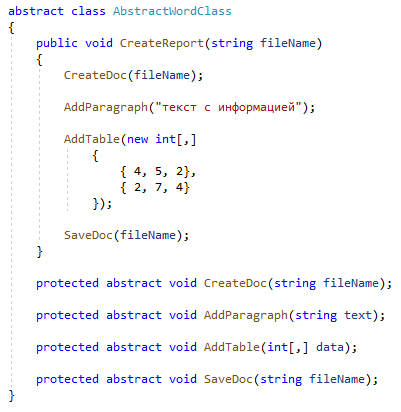 abstract class AbstractWordClass
{
    public void CreateReport(string fileName)
    {
        CreateDoc(fileName);

        AddParagraph("текст с информацией");

        AddTable(new int[,]
            {
                { 4, 5, 2},
                { 2, 7, 4}
            });

        SaveDoc(fileName);
    }

    protected abstract void CreateDoc(string fileName);

    protected abstract void AddParagraph(string text);

    protected abstract void AddTable(int[,] data);

    protected abstract void SaveDoc(string fileName);
}